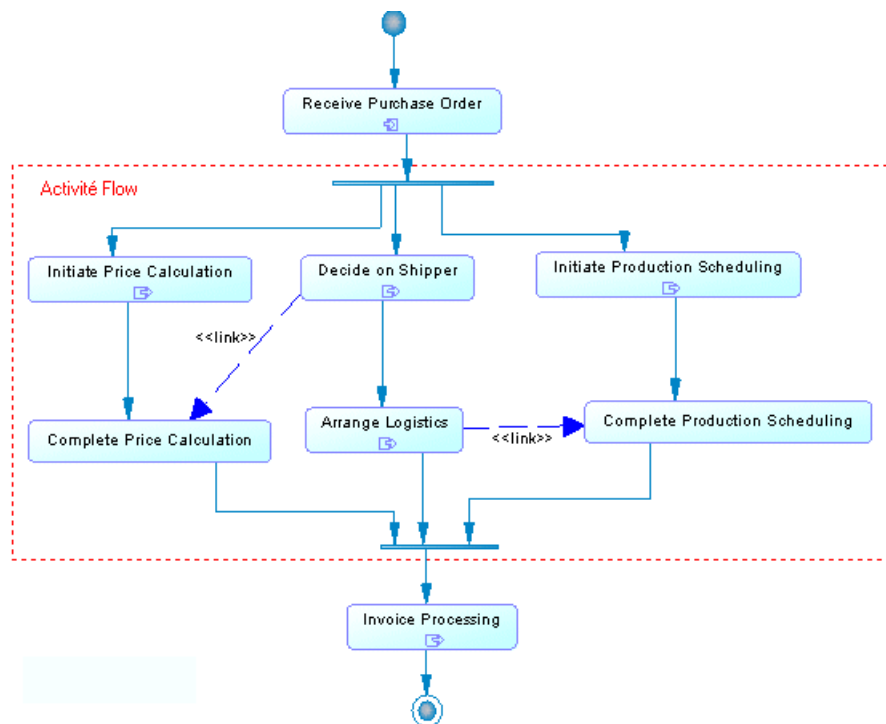 Receive Purchase Order
Activité Flow
Initiate Price Calculation
Decide on Shipper
Initiate Production Scheduling
<<link>>
Complete Price Calculation
Arrange Logistics
<<link>>
Complete Production Scheduling
Invoice Processing